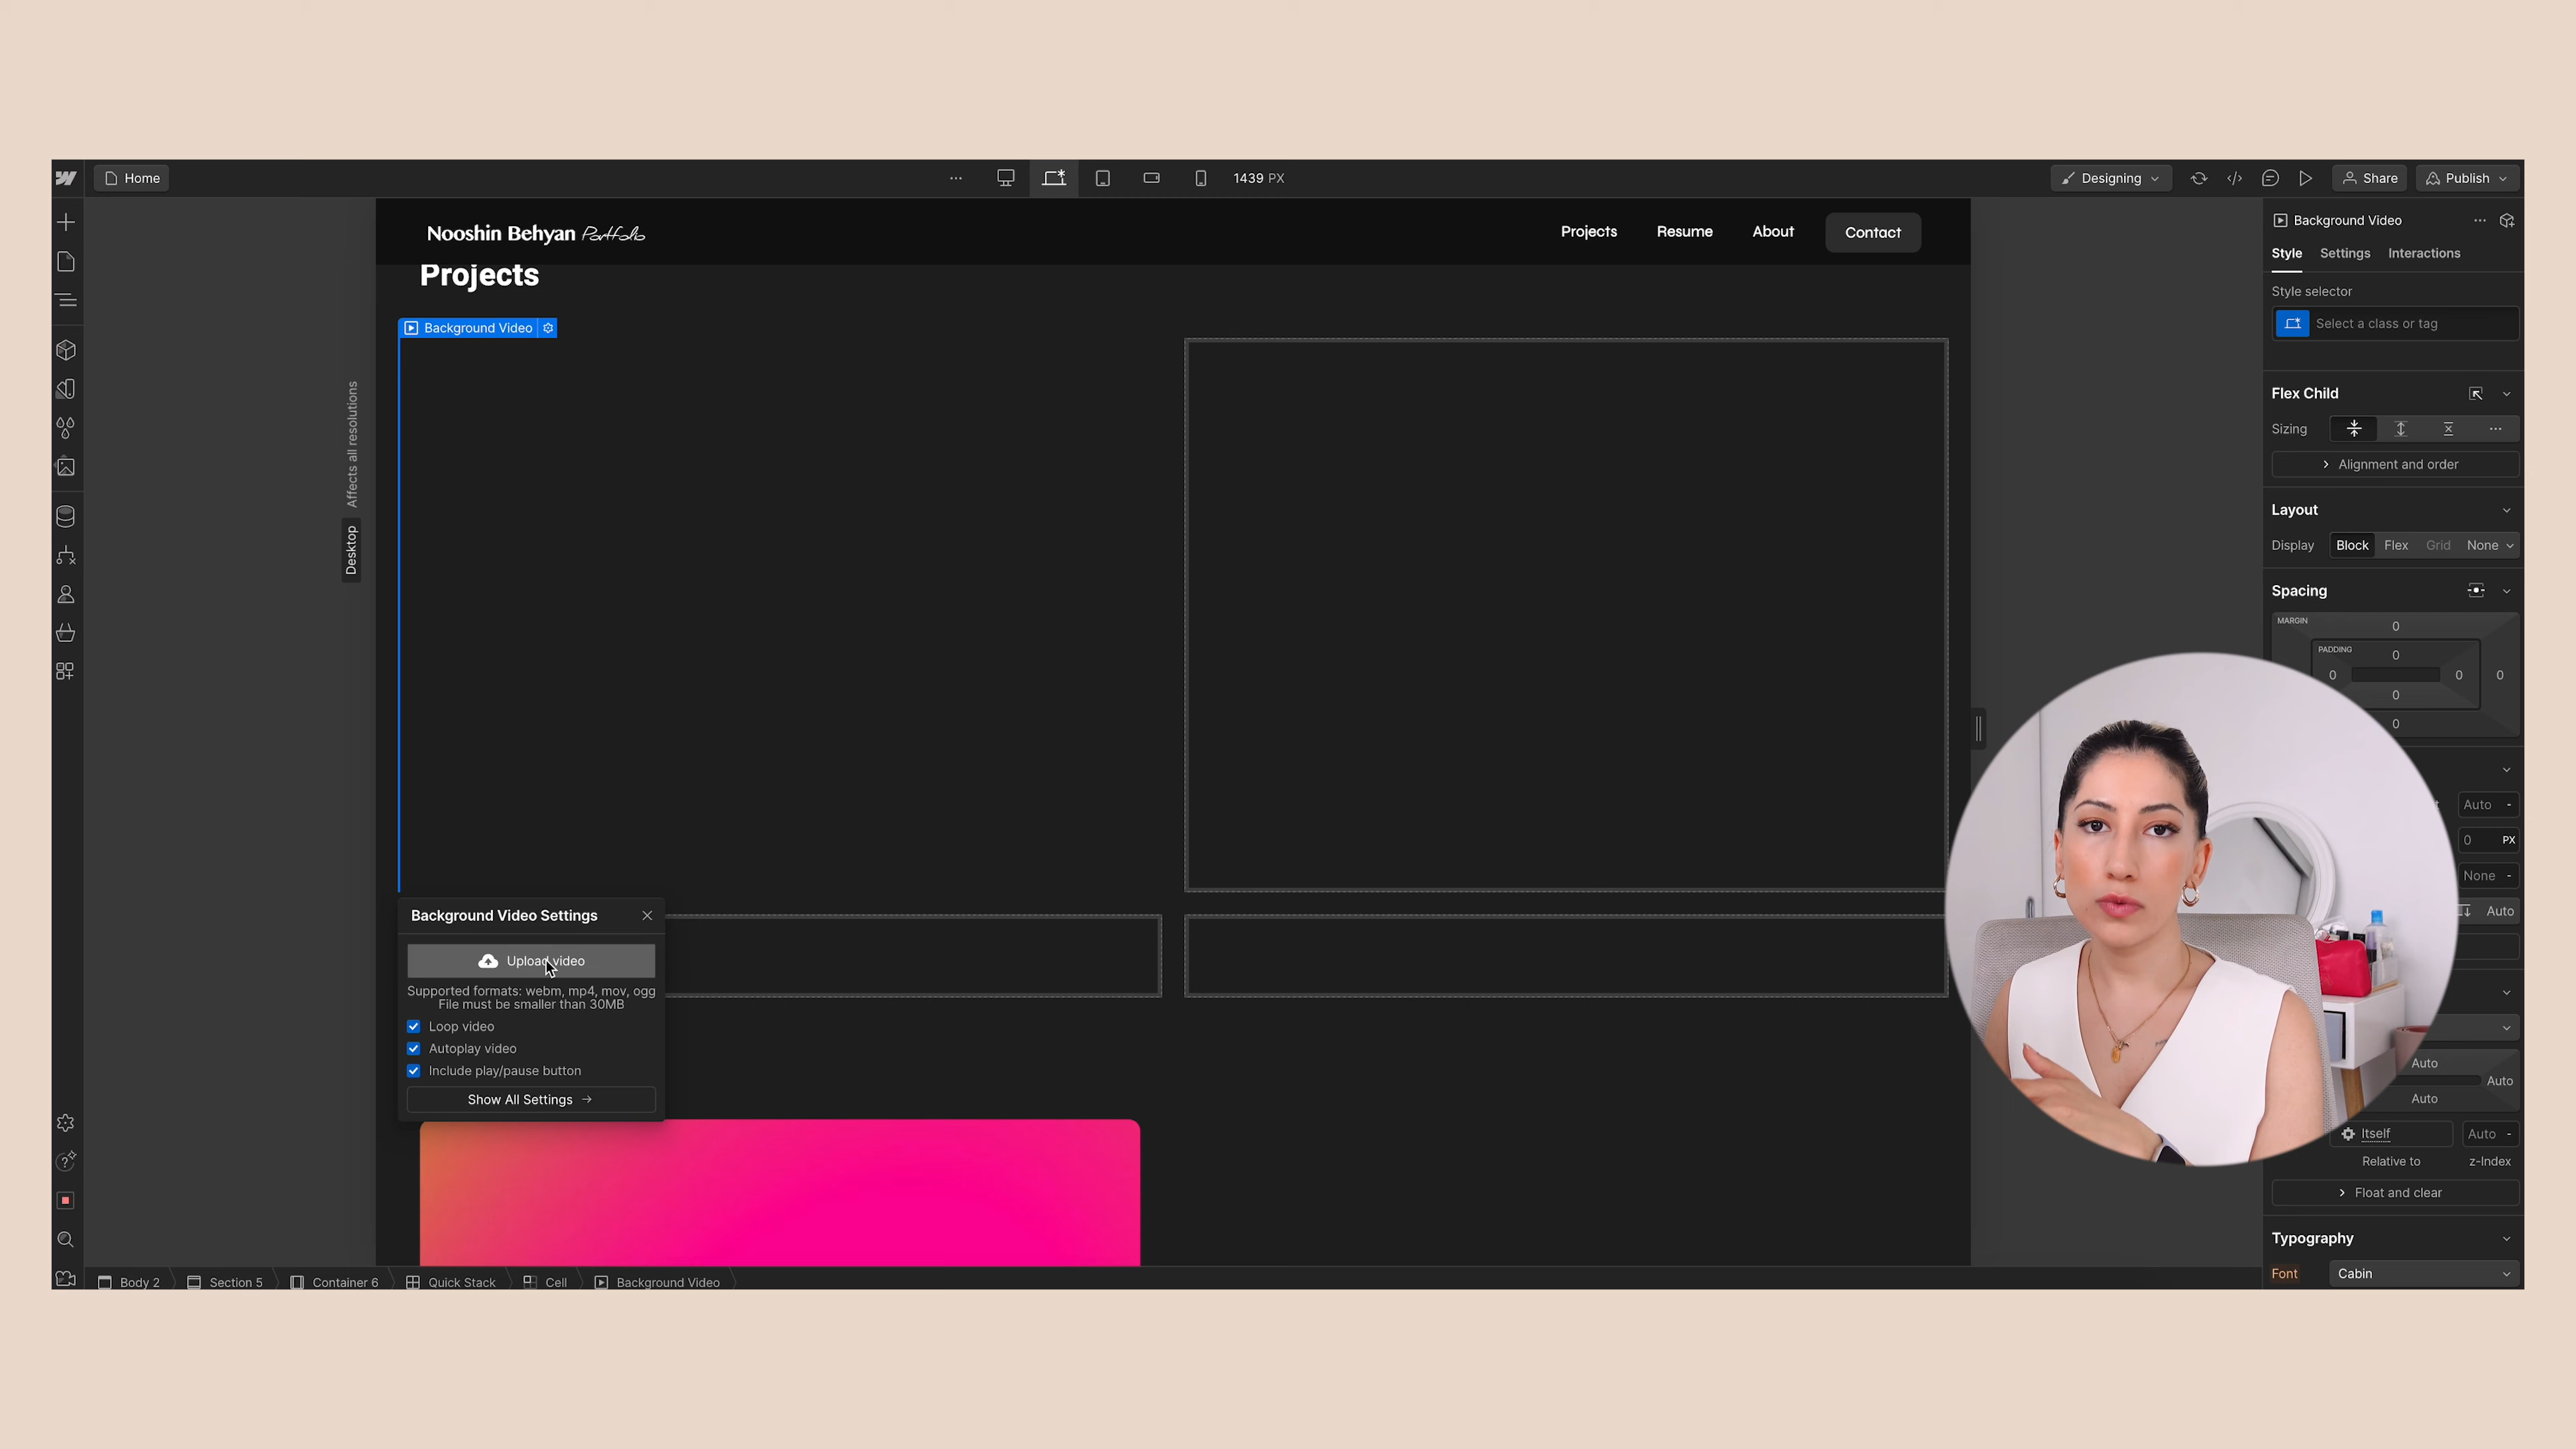 Home
1439 PX
Designing
Share
Publish
Nooshin Behyan Portfolio
Projects
Resume
About
Contact
Projects
Background Video
Affects all resolutions
Desktop
Background Video Settings
Upload video
Supported formats: webm, mp4, mov, ogg
File must be smaller than 30MB
Loop video
Autoplay video
Include play/pause button
Show All Settings
Body 2
Section 5
Container 6
Quick Stack
Cell
Background Video
Background Video
Style
Settings
Interactions
Style selector
Select a class or tag
Flex Child
Sizing
Alignment and order
Layout
Display
Block
Flex
Grid
None
Spacing
MARGIN
0
PADDING
0
0
0
0
0
0
Auto -
0 PX
None -
Auto
Auto
Auto
Auto
Itself
Auto -
Relative to
z-Index
Float and clear
Typography
Font
Cabin